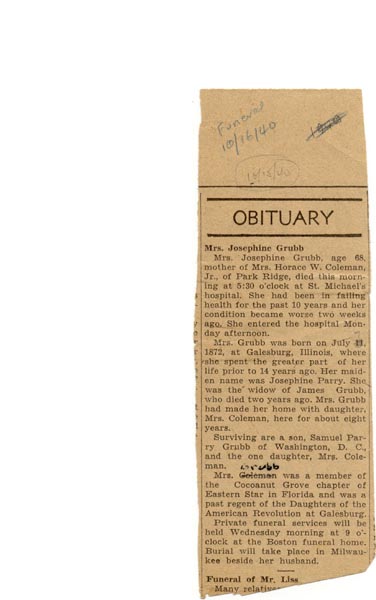 Funeral
10/16/40
10/15/40
OBITUARY
Mrs. Josephine Grubb
Mrs. Josephine Grubb, age 68,
mother of Mrs. Horace W. Coleman,
Jr., of Park Ridge, died this morn-
ing at 5:30 o'clock at St. Michael's
hospital. She had been in failing
health for the past 10 years and her
condition became worse two weeks
ago. She entered the hospital Mon-
day afternoon.
Mrs. Grubb was born on July
1872, at Galesburg, Illinois, where
she spent the greater part of her
life prior to 14 years ago. Her maid-
en name was Josephine Parry. She
was the widow of James Grubb,
who died two years ago. Mrs. Grubb
had made her home with daughter,
Mrs. Coleman, here for about eight
years.
Surviving are a son, Samuel Par-
ry Grubb of Washington, D. C.,
and the one daughter, Mrs. Cole-
man.
Grubb
Mrs. Coleman was a member of
the Cocoanut Grove chapter of
Eastern Star in Florida and was a
past regent of the Daughters of the
American Revolution at Galesburg.
Private funeral services will be
held Wednesday morning at 9 o'-
clock at the Boston funeral home.
Burial will take place in Milwau-
kee beside her husband.
Funeral of Mr. Liss
Many relatives